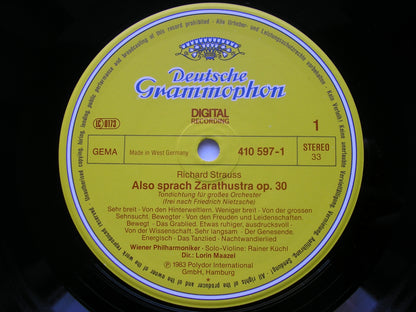 Deutsche
Grammophon
DIGITAL
RECORDING
LC 0173
1
GEMA
Made in West Germany
410 597-1
STEREO
33
Richard Strauss
Also sprach Zarathustra op. 30
Tondichtung für großes Orchester
(frei nach Friedrich Nietzsche)
Sehr breit · Von den Hinterweltlern. Weniger breit · Von der grossen
Sehnsucht. Bewegter · Von den Freuden und Leidenschaften.
Bewegt · Das Grablied. Etwas ruhiger, ausdrucksvoll ·
Von der Wissenschaft. Sehr langsam · Der Genesende.
Energisch · Das Tanzlied · Nachtwandlerlied
Wiener Philharmoniker · Solo-Violine: Rainer Küchl
Dir.: Lorin Maazel
℗ 1983 Polydor International
GmbH, Hamburg